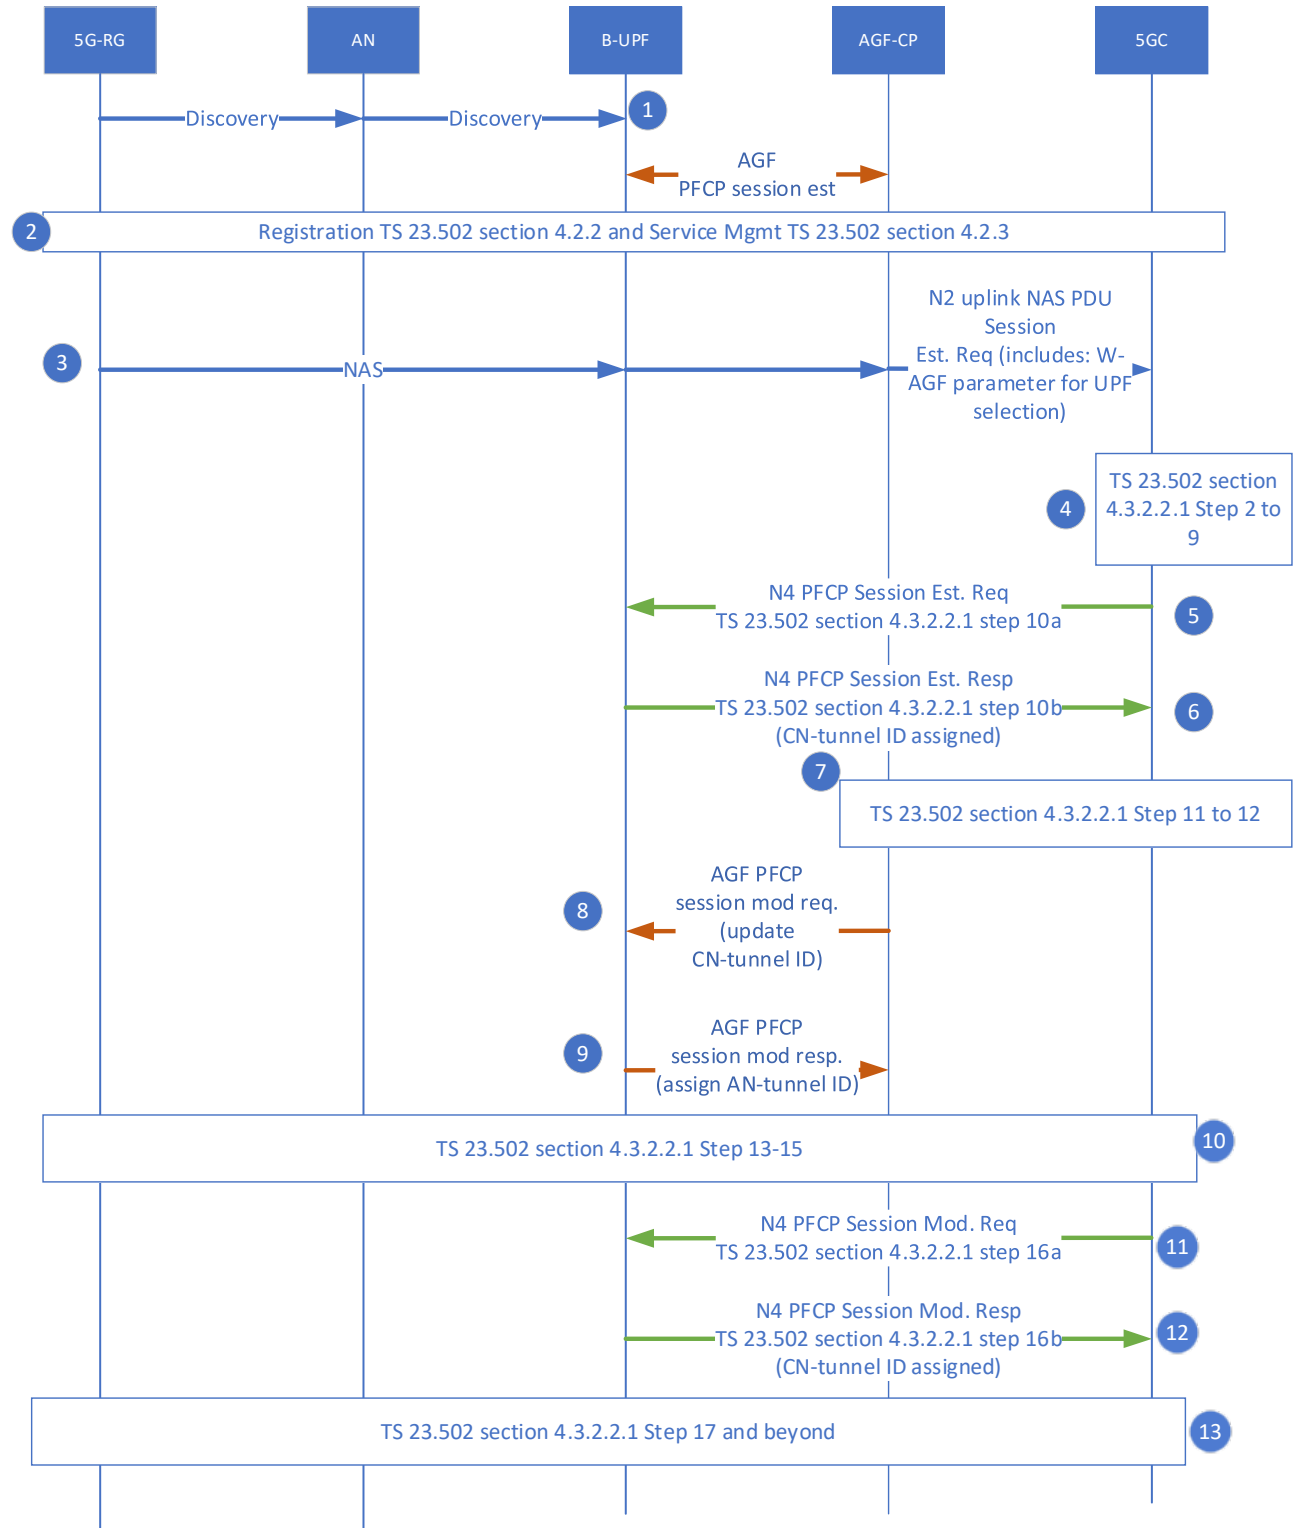 5G-RG
AN
B-UPF
AGF-CP
5GC
Discovery
Discovery
1
AGF
PFCP session est
2
Registration TS 23.502 section 4.2.2 and Service Mgmt TS 23.502 section 4.2.3
3
NAS
N2 uplink NAS PDU
Session
Est. Req (includes: W-
AGF parameter for UPF
selection)
4
TS 23.502 section
4.3.2.2.1 Step 2 to
9
N4 PFCP Session Est. Req
TS 23.502 section 4.3.2.2.1 step 10a
5
N4 PFCP Session Est. Resp
TS 23.502 section 4.3.2.2.1 step 10b
(CN-tunnel ID assigned)
6
7
TS 23.502 section 4.3.2.2.1 Step 11 to 12
8
AGF PFCP
session mod req.
(update
CN-tunnel ID)
9
AGF PFCP
session mod resp.
(assign AN-tunnel ID)
TS 23.502 section 4.3.2.2.1 Step 13-15
10
N4 PFCP Session Mod. Req
TS 23.502 section 4.3.2.2.1 step 16a
11
N4 PFCP Session Mod. Resp
TS 23.502 section 4.3.2.2.1 step 16b
(CN-tunnel ID assigned)
12
TS 23.502 section 4.3.2.2.1 Step 17 and beyond
13